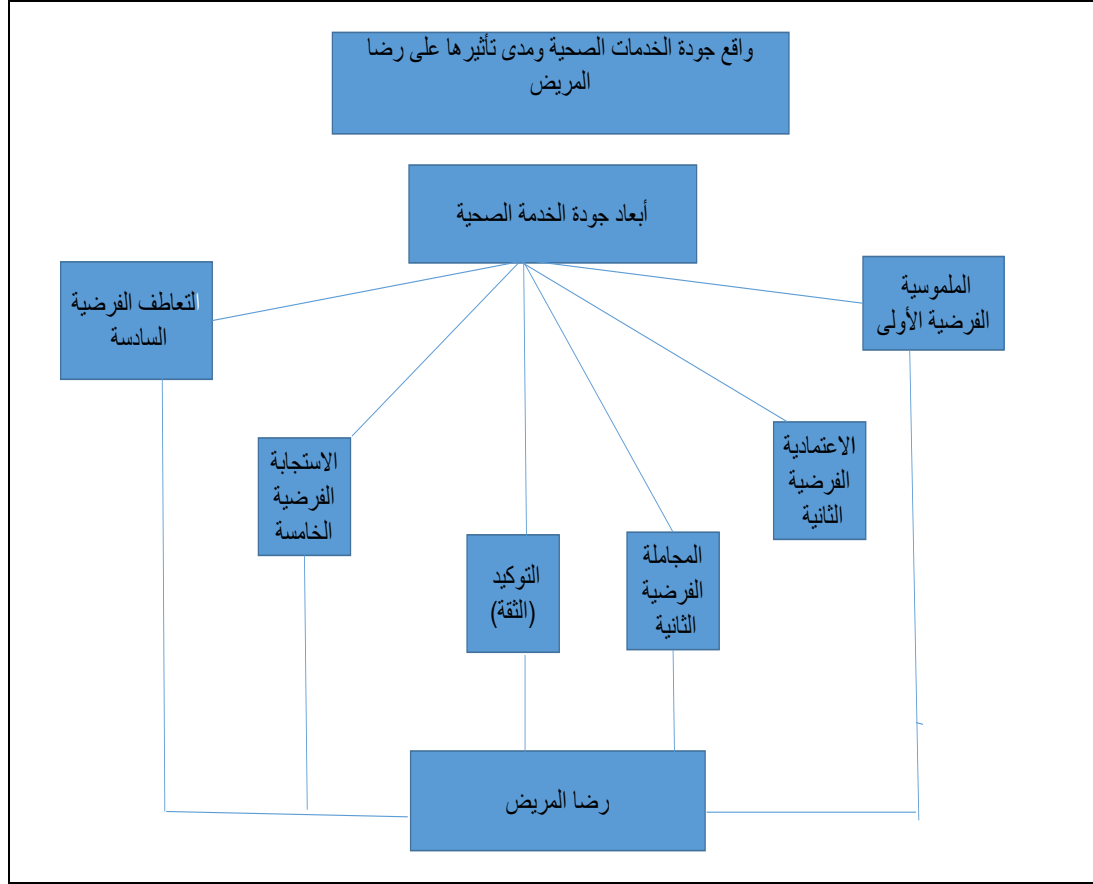 واقع جودة الخدمات الصحية ومدى تأثيرها على رضا
المريض
أبعاد جودة الخدمة الصحية
الملموسية
الفرضية الأولى
التعاطف الفرضية
السادسة
الاعتمادية
الفرضية
الثانية
الاستجابة
الفرضية
الخامسة
المجاملة
الفرضية
الثانية
التوكيد
(الثقة)
رضا المريض